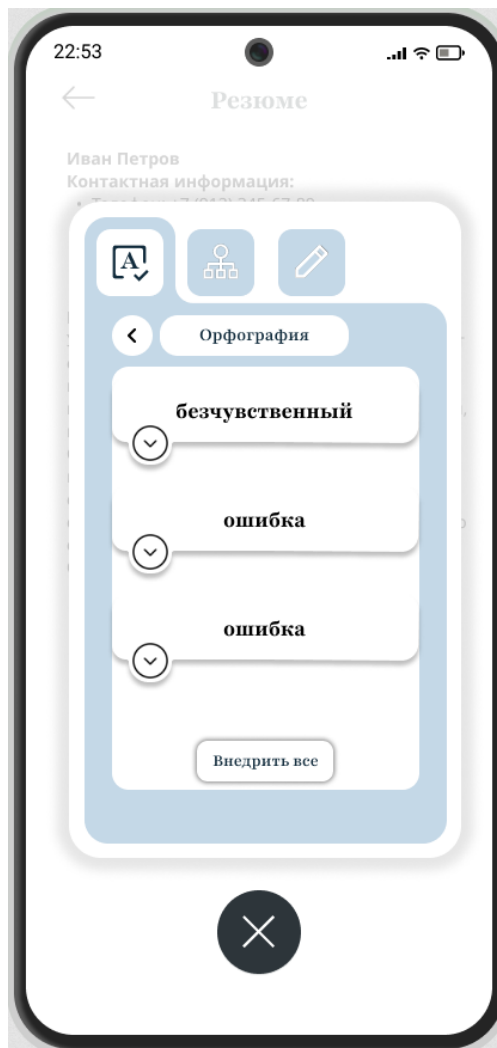 22:53
Резюме
Иван Петров
Контактная информация:
A
Орфография
безчувственный
ошибка
ошибка
Внедрить все